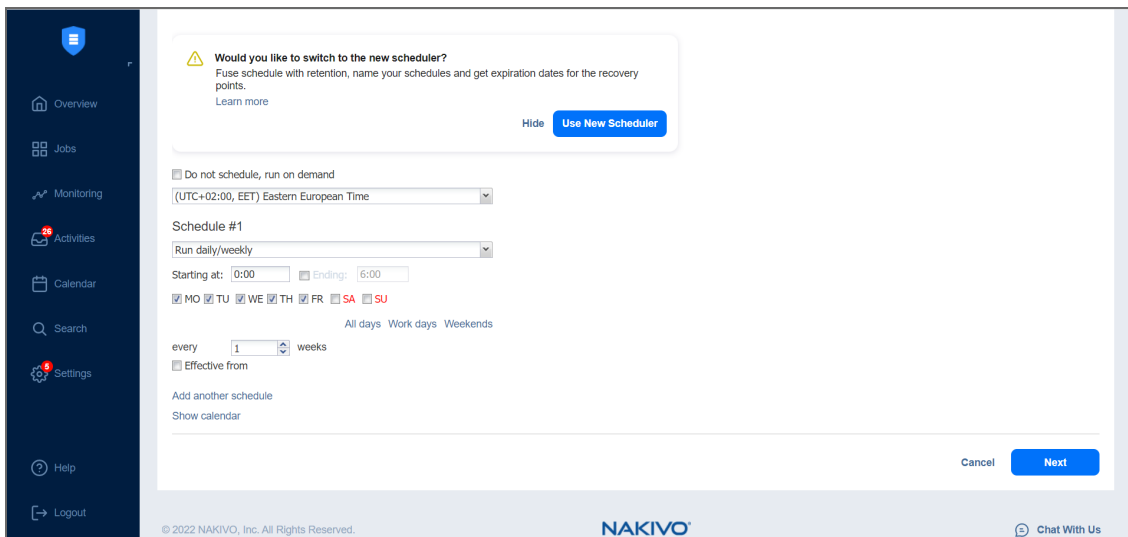 Would you like to switch to the new scheduler?
Fuse schedule with retention, name your schedules and get expiration dates for the recovery
points.
Learn more
Hide Use New Scheduler
Overview
Jobs
Monitoring
26
Activities
Calendar
Search
5
Settings
Help
Logout
Do not schedule, run on demand
(UTC+02:00, EET) Eastern European Time
Schedule #1
Run daily/weekly
Starting at: 0:00 Ending: 6:00
MO TU WE TH FR SA SU
All days Work days Weekends
every 1 weeks
Effective from
Add another schedule
Show calendar
Cancel Next
© 2022 NAKIVO, Inc. All Rights Reserved. NAKIVO® Chat With Us